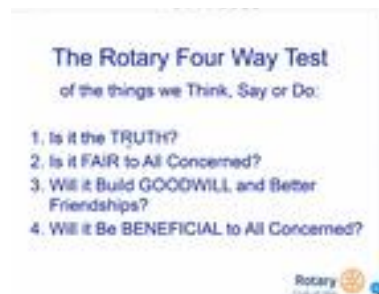 The Rotary Four Way Test
of the things we Think, Say or Do:
1. Is it the TRUTH?
2. Is it FAIR to All Concerned?
3. Will it Build GOODWILL and Better
Friendships?
4. Will it Be BENEFICIAL to All Concerned?
Rotary